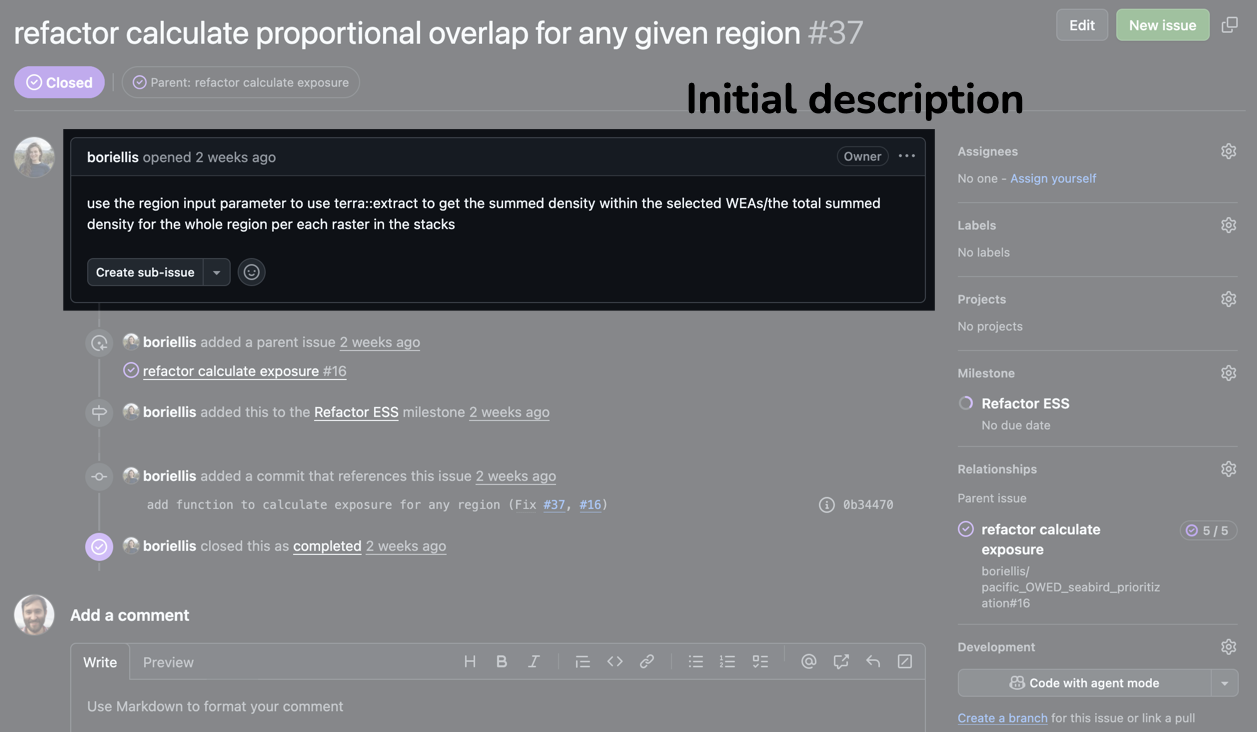 refactor calculate proportional overlap for any given region #37
Edit
New issue
Closed
Parent: refactor calculate exposure
Initial description
boriellis opened 2 weeks ago
Owner
use the region input parameter to use terra::extract to get the summed density within the selected WEAs/the total summed
density for the whole region per each raster in the stacks
Create sub-issue
boriellis added a parent issue 2 weeks ago
refactor calculate exposure #16
boriellis added this to the Refactor ESS milestone 2 weeks ago
boriellis added a commit that references this issue 2 weeks ago
add function to calculate exposure for any region (Fix #37, #16)
0b34470
boriellis closed this as completed 2 weeks ago
Add a comment
Write
Preview
H B I
Use Markdown to format your comment
Assignees
No one - Assign yourself
Labels
No labels
Projects
No projects
Milestone
Refactor ESS
No due date
Relationships
Parent issue
refactor calculate
exposure
5 / 5
boriellis/
pacific_OWED_seabird_prioritiz
ation#16
Development
Code with agent mode
Create a branch for this issue or link a pull